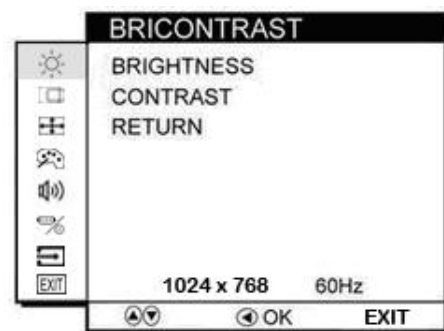 BRICONTRAST
BRIGHTNESS
CONTRAST
RETURN
EXIT
1024 x 768 60Hz
OK EXIT